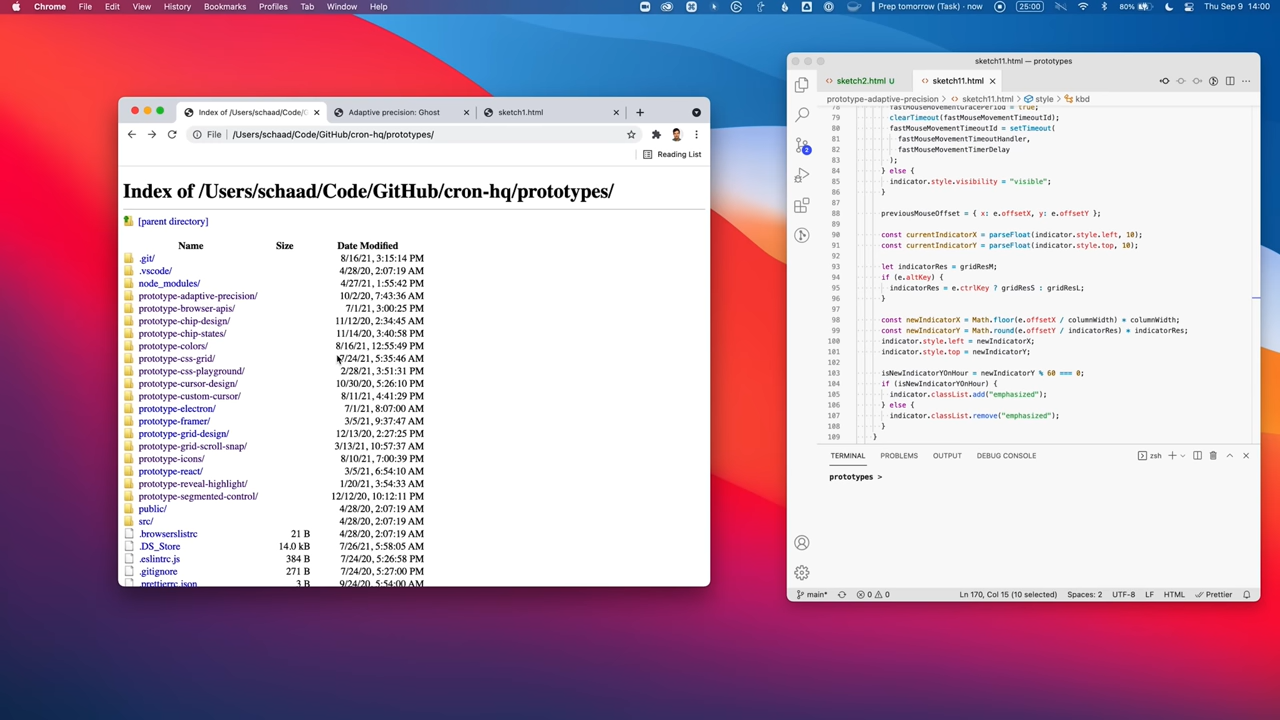 Chrome File Edit View History Bookmarks Profiles Tab Window Help
Prep tomorrow (Task) · now 25:00 80% Thu Sep 9 14:00
Index of /Users/schaad/Code/G
Adaptive precision: Ghost
sketch1.html
File /Users/schaad/Code/GitHub/cron-hq/prototypes/
Reading List
Index of /Users/schaad/Code/GitHub/cron-hq/prototypes/
[parent directory]
Name Size Date Modified
.git/ 8/16/21, 3:15:14 PM
.vscode/ 4/28/20, 2:07:19 AM
node_modules/ 4/27/21, 1:55:42 PM
prototype-adaptive-precision/ 10/2/20, 7:43:36 AM
prototype-browser-apis/ 7/1/21, 3:00:25 PM
prototype-chip-design/ 11/12/20, 2:34:45 AM
prototype-chip-states/ 11/14/20, 3:40:58 PM
prototype-colors/ 8/16/21, 12:55:49 PM
prototype-css-grid/ 7/24/21, 5:35:46 AM
prototype-css-playground/ 2/28/21, 3:51:31 PM
prototype-cursor-design/ 10/30/20, 5:26:10 PM
prototype-custom-cursor/ 8/11/21, 4:41:29 PM
prototype-electron/ 7/1/21, 8:07:00 AM
prototype-framer/ 3/5/21, 9:37:47 AM
prototype-grid-design/ 12/13/20, 2:27:25 PM
prototype-grid-scroll-snap/ 3/13/21, 10:57:37 AM
prototype-icons/ 8/10/21, 7:00:39 PM
prototype-react/ 3/5/21, 6:54:10 AM
prototype-reveal-highlight/ 1/20/21, 3:54:33 AM
prototype-segmented-control/ 12/12/20, 10:12:11 PM
public/ 4/28/20, 2:07:19 AM
src/ 4/28/20, 2:07:19 AM
.browserslistrc 21 B 4/28/20, 2:07:19 AM
.DS_Store 14.0 kB 7/26/21, 5:58:05 AM
.eslintrc.js 384 B 7/24/20, 5:26:58 PM
.gitignore 271 B 7/24/20, 5:27:00 PM
.prettierrc.json 3 B 9/24/20, 5:54:00 AM
sketch11.html — prototypes
sketch2.html U
sketch11.html
prototype-adaptive-precision > sketch11.html > style > kbd
78 fastMouseMovementGracePeriod = true;
79 clearTimeout(fastMouseMovementTimeoutId);
80 fastMouseMovementTimeoutId = setTimeout(
81 fastMouseMovementTimeoutHandler,
82 fastMouseMovementTimerDelay
83 );
84 } else {
85 indicator.style.visibility = "visible";
86 }
87
88 previousMouseOffset = { x: e.offsetX, y: e.offsetY };
89
90 const currentIndicatorX = parseFloat(indicator.style.left, 10);
91 const currentIndicatorY = parseFloat(indicator.style.top, 10);
92
93 let indicatorRes = gridResM;
94 if (e.altKey) {
95 indicatorRes = e.ctrlKey ? gridResS : gridResL;
96 }
97
98 const newIndicatorX = Math.floor(e.offsetX / columnWidth) * columnWidth;
99 const newIndicatorY = Math.round(e.offsetY / indicatorRes) * indicatorRes;
100 indicator.style.left = newIndicatorX;
101 indicator.style.top = newIndicatorY;
102
103 isNewIndicatorYOnHour = newIndicatorY % 60 === 0;
104 if (isNewIndicatorYOnHour) {
105 indicator.classList.add("emphasized");
106 } else {
107 indicator.classList.remove("emphasized");
108 }
109 }
TERMINAL PROBLEMS OUTPUT DEBUG CONSOLE zsh
prototypes >
2
main* 0 0 Ln 170, Col 15 (10 selected) Spaces: 2 UTF-8 LF HTML Prettier